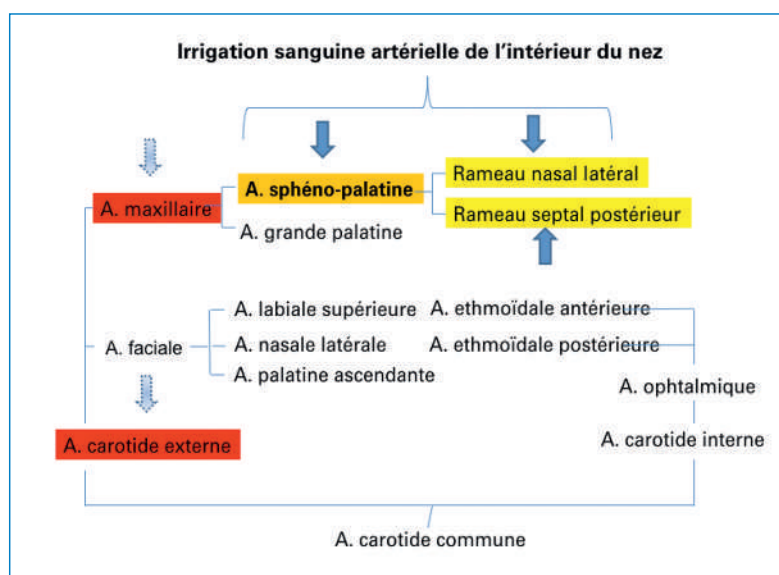 Irrigation sanguine artérielle de l'intérieur du nez
Rameau nasal latéral
A. sphéno-palatine
A. maxillaire
Rameau septal postérieur
A. grande palatine
A. labiale supérieure
A. ethmoïdale antérieure
A. faciale
A. nasale latérale
A. ethmoïdale postérieure
A. palatine ascendante
A. ophtalmique
A. carotide externe
A. carotide interne
A. carotide commune